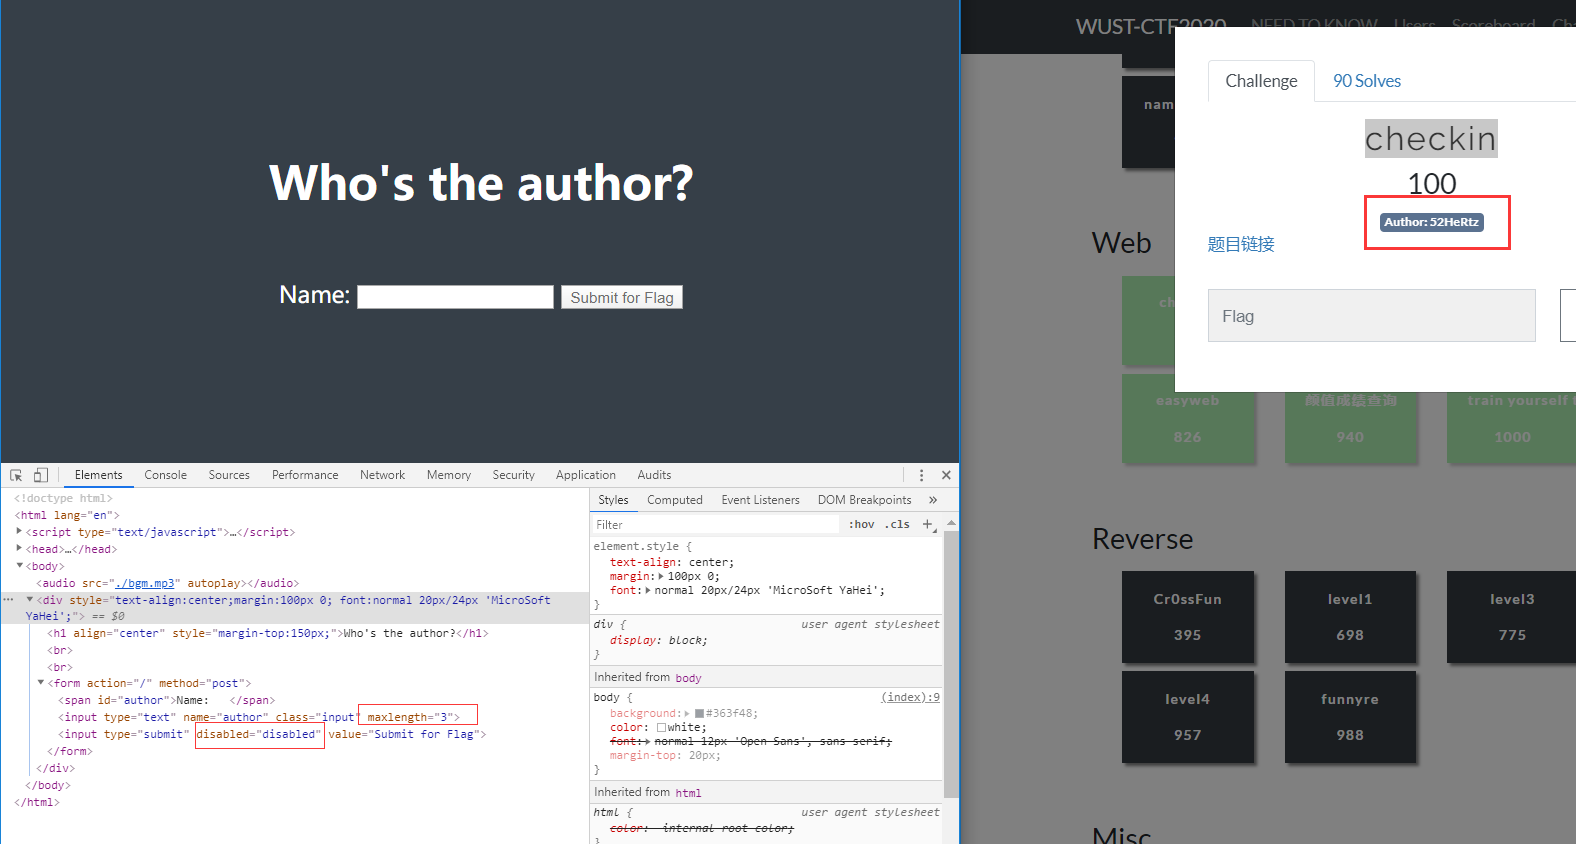 Who's the author?
Name:
Submit for Flag
Elements Console Sources Performance Network Memory Security Application Audits
<!doctype html>
<html lang="en">
<script type="text/javascript">…</script>
<head>…</head>
<body>
<audio src="./bgm.mp3" autoplay></audio>
<div style="text-align:center;margin:100px 0; font:normal 20px/24px 'MicroSoft
YaHei';"> == $0
<h1 align="center" style="margin-top:150px;">Who's the author?</h1>
<br>
<br>
<form action="/" method="post">
<span id="author">Name:   </span>
<input type="text" name="author" class="input" maxlength="3">
<input type="submit" disabled="disabled" value="Submit for Flag">
</form>
</div>
</body>
</html>
Styles Computed Event Listeners DOM Breakpoints »
Filter :hov .cls +
element.style {
text-align: center;
margin: 100px 0;
font: normal 20px/24px 'MicroSoft YaHei';
}
div { user agent stylesheet
display: block;
}
Inherited from body
body { (index):9
background: #363f48;
color: white;
font: normal 12px 'Open Sans', sans-serif;
margin-top: 20px;
}
Inherited from html
html { user agent stylesheet
color: -internal-root-color;
}
WUST-CTF2020 NEED TO KNOW Users Scoreboard Cha
nam
Challenge 90 Solves
checkin
100
Author: 52HeRtz
题目链接
Flag
Web
ch
easyweb
826
颜值成绩查询
940
train yourself t
1000
Reverse
Cr0ssFun
395
level1
698
level3
775
level4
957
funnyre
988
Misc